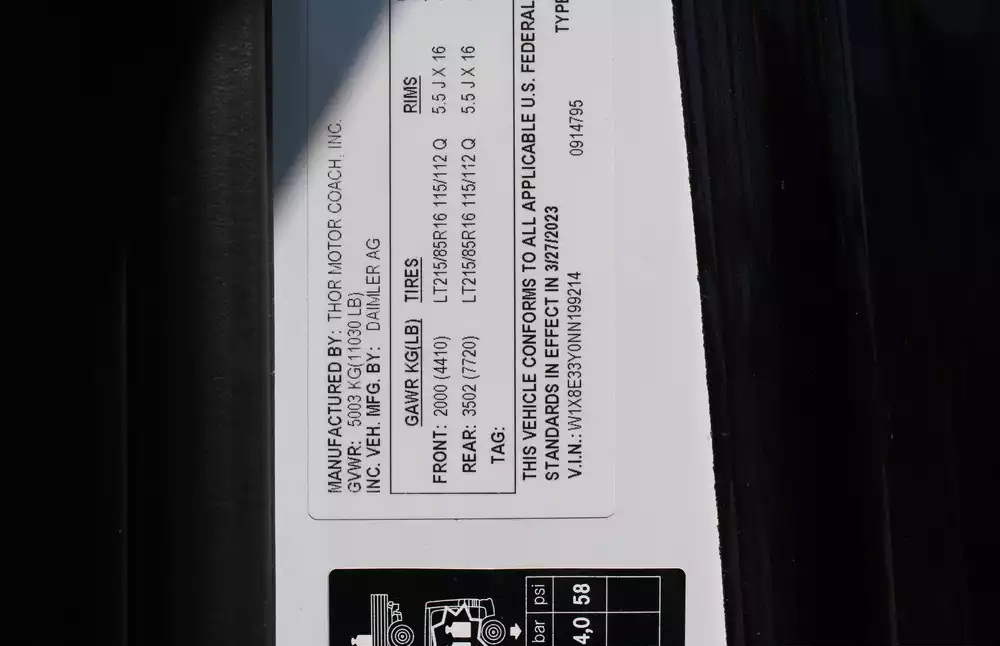 MANUFACTURED BY: THOR MOTOR COACH, INC.
GVWR: 5003 KG(11030 LB)
INC. VEH. MFG. BY: DAIMLER AG
GAWR KG(LB) TIRES RIMS
FRONT: 2000 (4410) LT215/85R16 115/112 Q 5.5 J X 16
REAR: 3502 (7720) LT215/85R16 115/112 Q 5.5 J X 16
TAG:
THIS VEHICLE CONFORMS TO ALL APPLICABLE U.S. FEDERAL
STANDARDS IN EFFECT IN 3/27/2023
V.I.N.: W1X8E33Y0NN199214 0914795 TYPE
bar psi
4,0 58